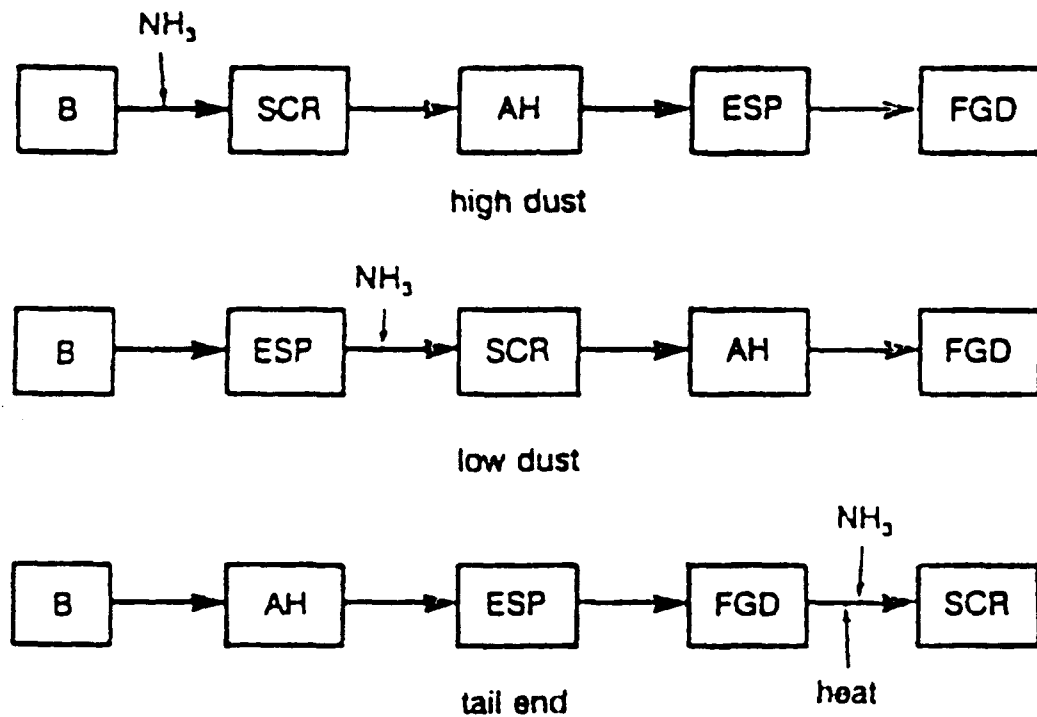 NH₃
B SCR AH ESP FGD
high dust
NH₃
B ESP SCR AH FGD
low dust
NH₃
B AH ESP FGD SCR
heat
tail end